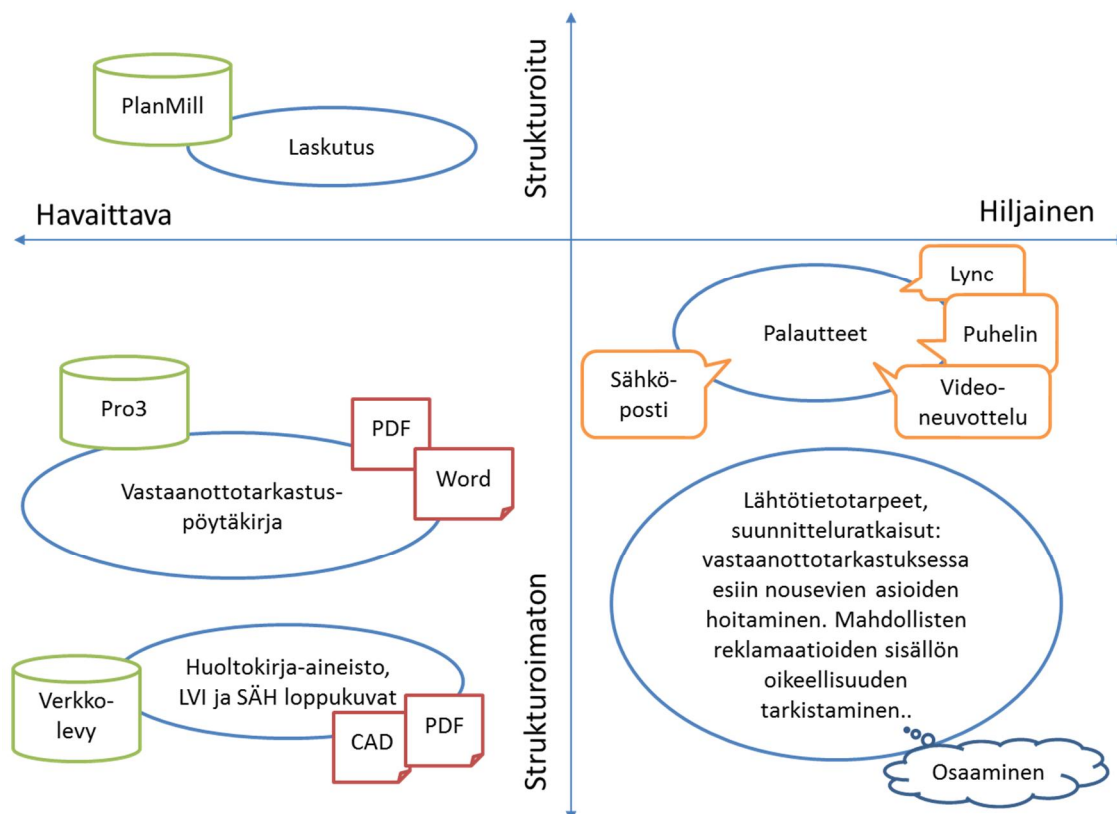 Strukturoitu
PlanMill
Laskutus
Havaittava
Hiljainen
Lync
Palautteet
Puhelin
Sähkö-
posti
Video-
neuvottelu
Pro3
PDF
Word
Vastaanottotarkastus-
pöytäkirja
Lähtötietotarpeet,
suunnitteluratkaisut:
vastaanottotarkastuksessa
esiin nousevien asioiden
hoitaminen. Mahdollisten
reklamaatioiden sisällön
oikeellisuuden
tarkistaminen..
Osaaminen
Strukturoimaton
Huoltokirja-aineisto,
LVI ja SÄH loppukuvat
Verkko-
levy
CAD
PDF